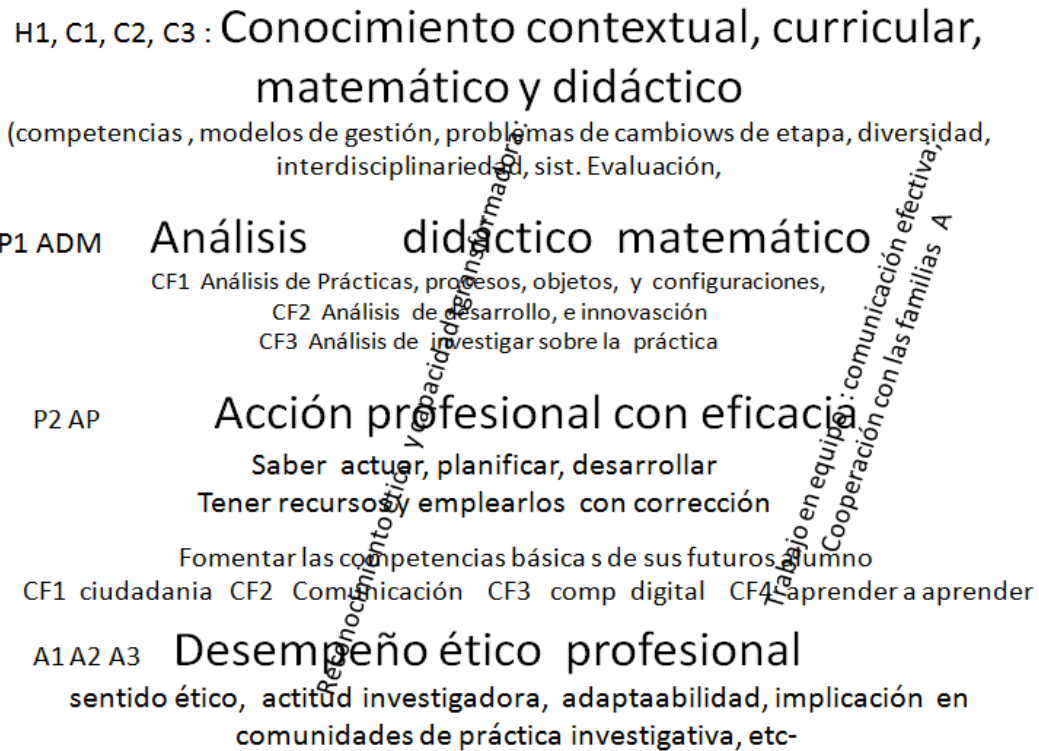 H1, C1, C2, C3 : Conocimiento contextual, curricular,
matemático y didáctico
(competencias , modelos de gestión, problemas de cambiows de etapa, diversidad,
interdisciplinariedad, sist. Evaluación,
P1 ADM Análisis didáctico matemático
CF1 Análisis de Prácticas, procesos, objetos, y configuraciones,
CF2 Análisis de desarrollo, e innovasción
CF3 Análisis de investigar sobre la práctica
P2 AP Acción profesional con eficacia
Saber actuar, planificar, desarrollar
Tener recursos y emplearlos con corrección
Fomentar las competencias básica s de sus futuros alumno
CF1 ciudadania CF2 Comunicación CF3 comp digital CF4 aprender a aprender
A1 A2 A3 Desempeño ético profesional
sentido ético, actitud investigadora, adaptaabilidad, implicación en
comunidades de práctica investigativa, etc-
Reconocimiento ético y capacidad
Trabajo en equipo : comunicación efectiva,
Cooperación con las familias A